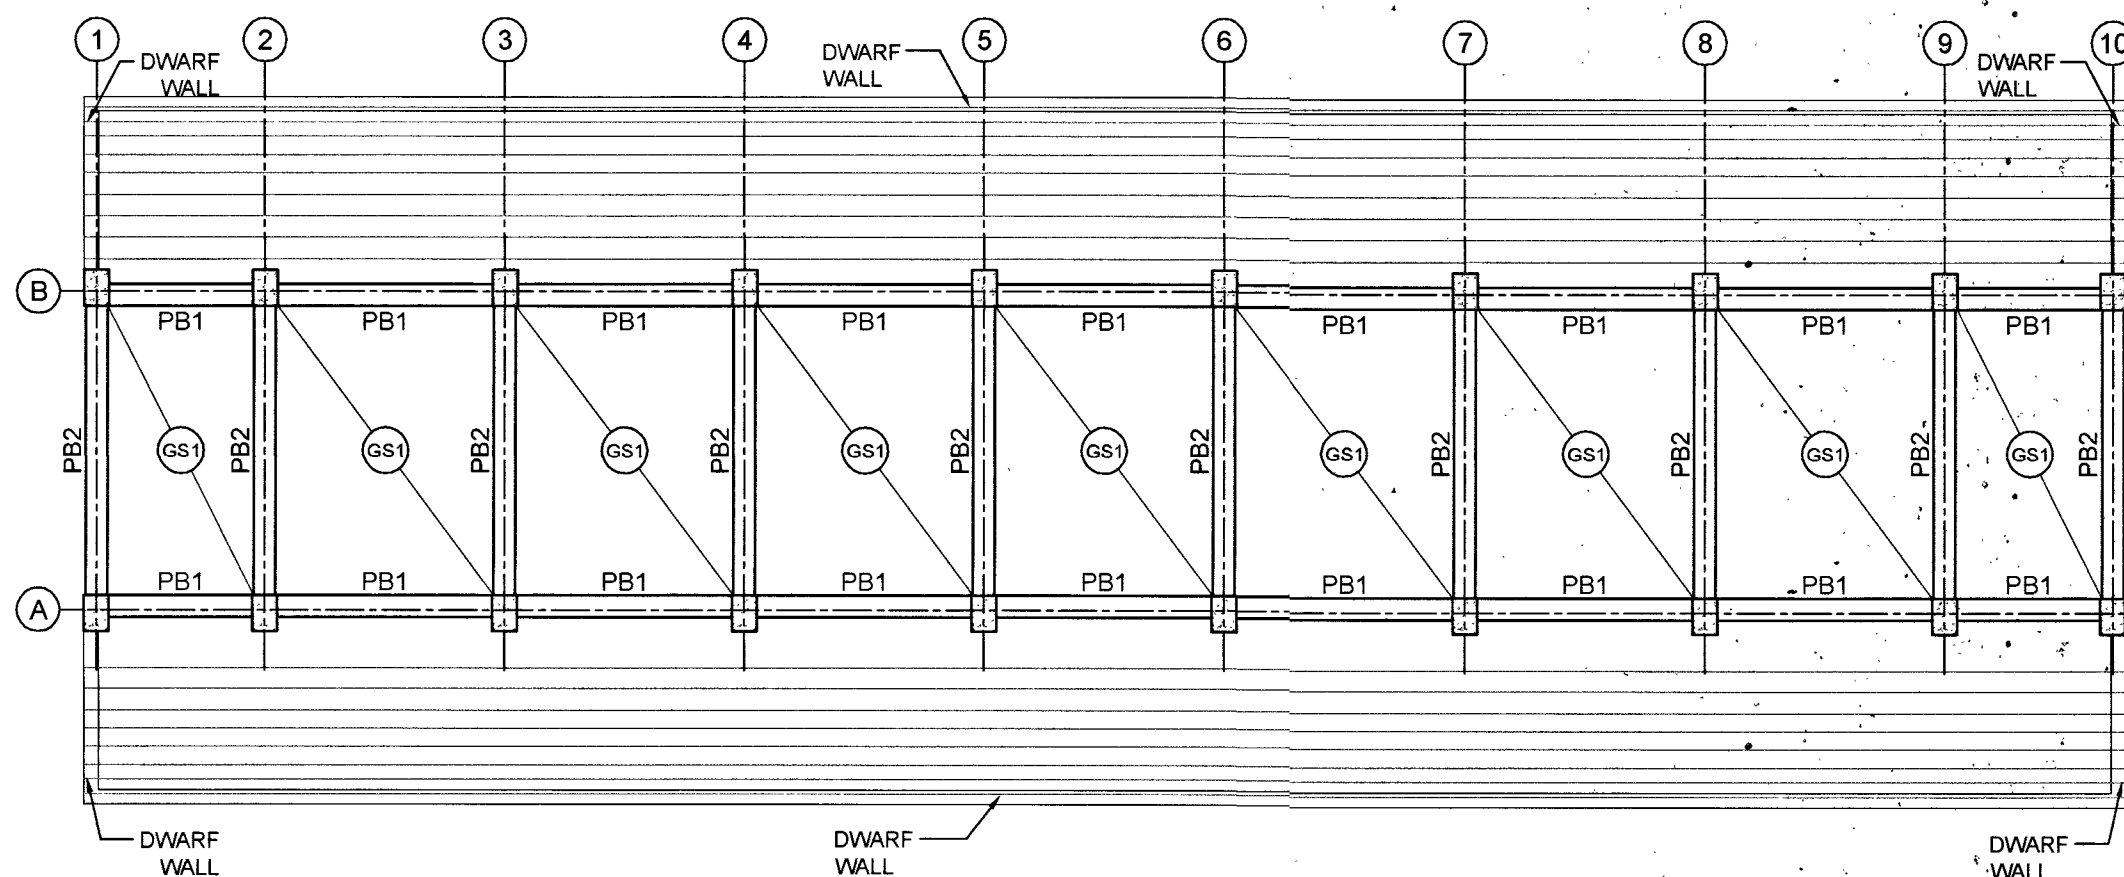 1 2 3 4 5 6 7 8 9 10
DWARF
WALL
DWARF
WALL
DWARF
WALL
B
PB1 PB1 PB1 PB1 PB1 PB1 PB1 PB1 PB1
PB2 GS1 PB2 GS1 PB2 GS1 PB2 GS1 PB2 GS1 PB2 GS1 PB2 GS1 PB2 GS1 PB2 GS1 PB2
PB1 PB1 PB1 PB1 PB1 PB1 PB1 PB1 PB1
A
DWARF
WALL
DWARF
WALL
DWARF
WALL